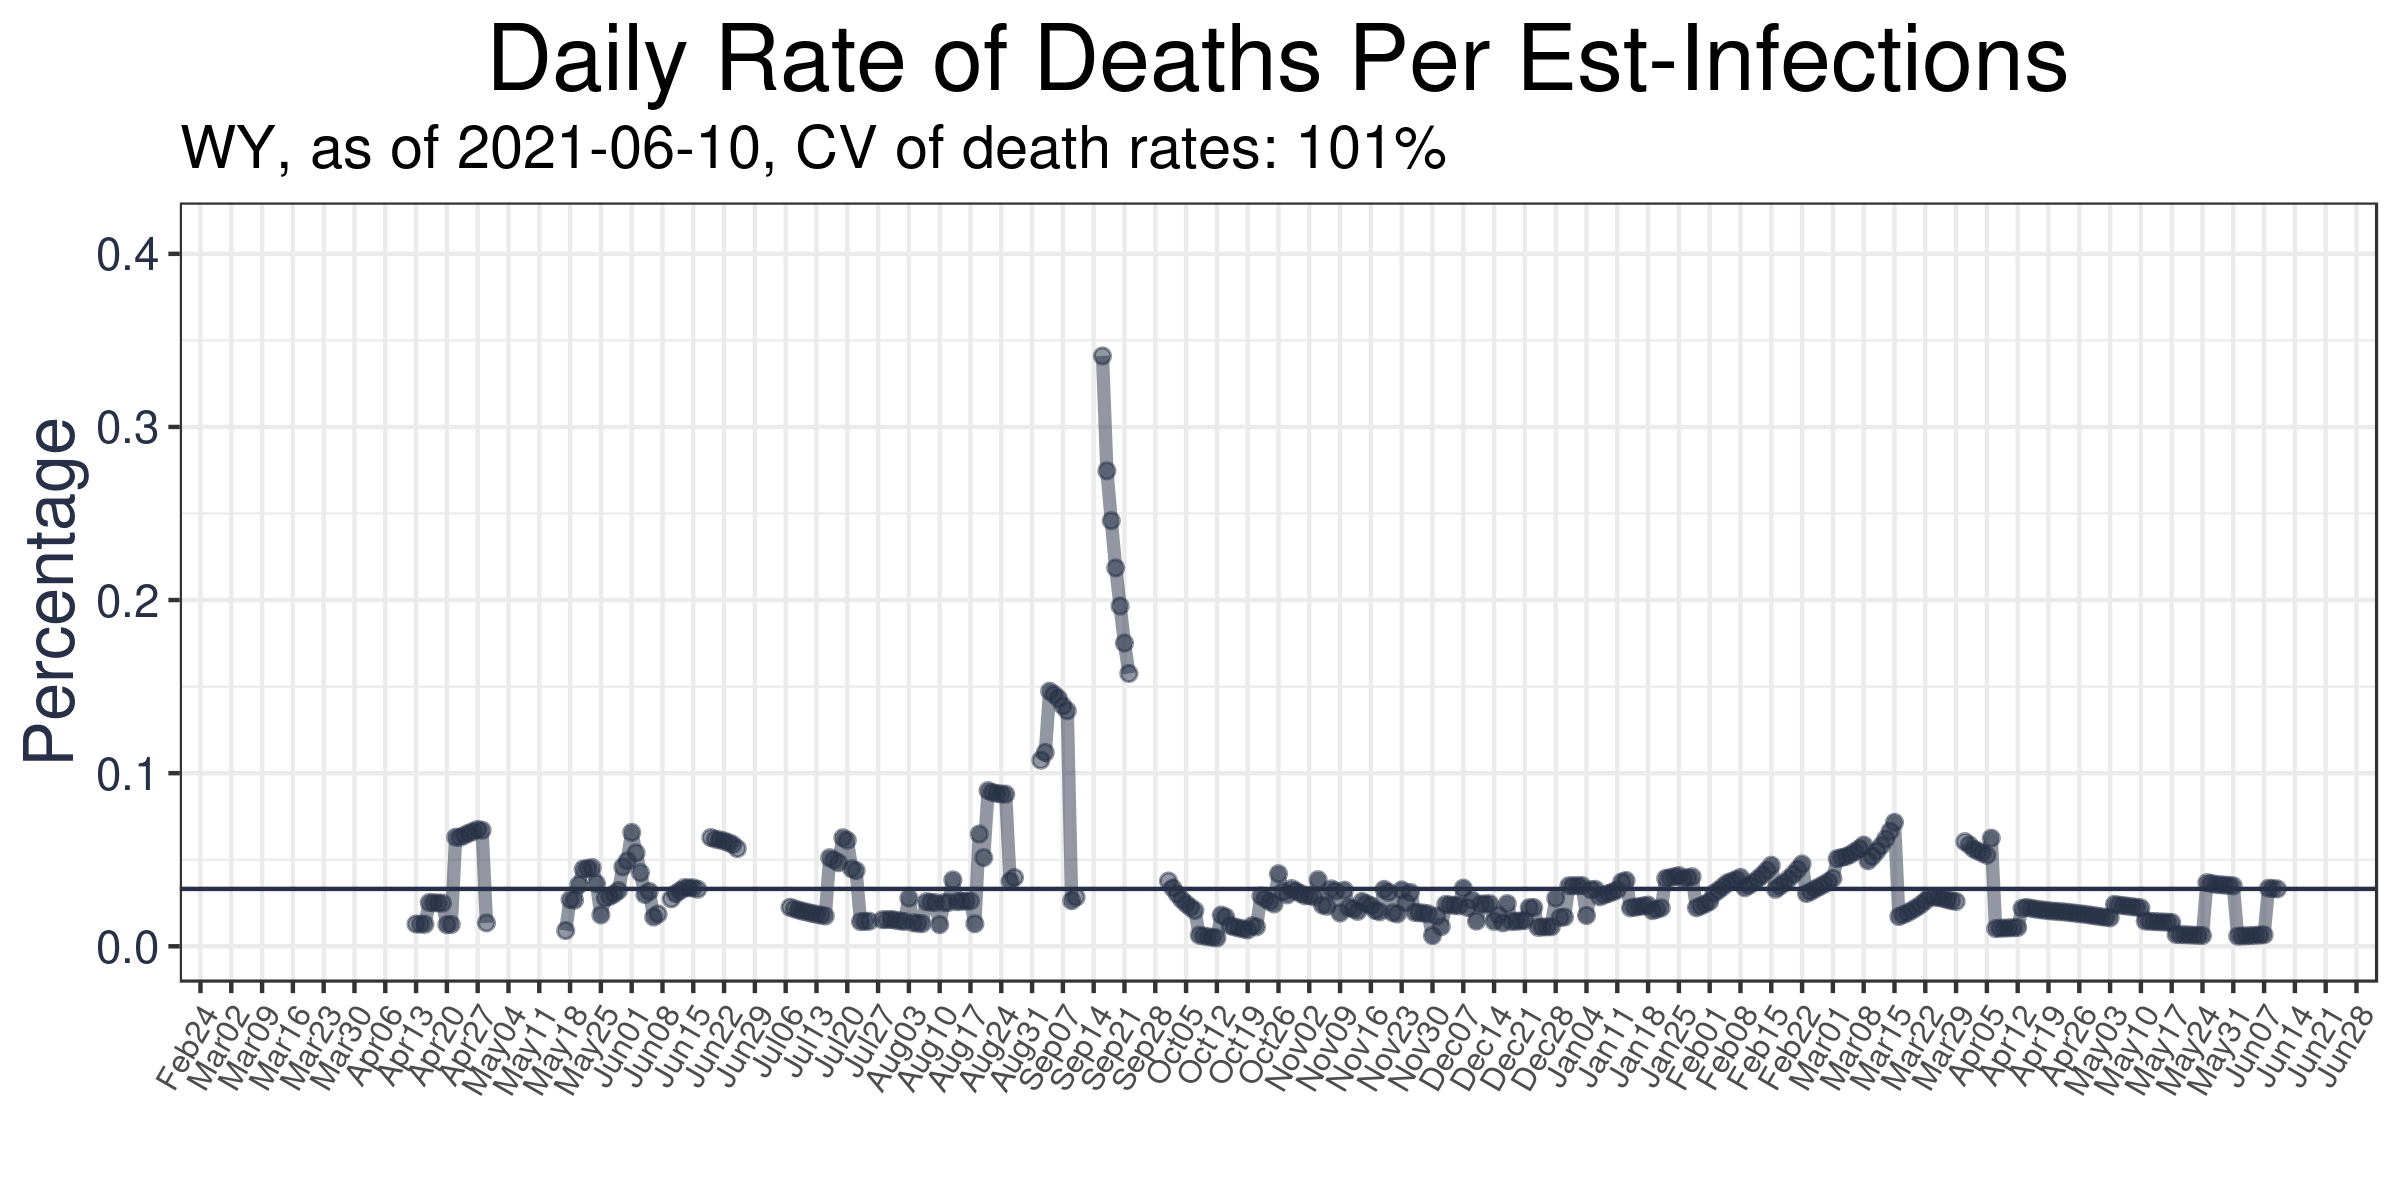 Daily Rate of Deaths Per Est-Infections
WY, as of 2021-06-10, CV of death rates: 101%
Percentage
0.4
0.3
0.2
0.1
0.0
Feb24
Mar02
Mar09
Mar16
Mar23
Mar30
Apr06
Apr13
Apr20
Apr27
May04
May11
May18
May25
Jun01
Jun08
Jun15
Jun22
Jun29
Jul06
Jul13
Jul20
Jul27
Aug03
Aug10
Aug17
Aug24
Aug31
Sep07
Sep14
Sep21
Sep28
Oct05
Oct12
Oct19
Oct26
Nov02
Nov09
Nov16
Nov23
Nov30
Dec07
Dec14
Dec21
Dec28
Jan04
Jan11
Jan18
Jan25
Feb01
Feb08
Feb15
Feb22
Mar01
Mar08
Mar15
Mar22
Mar29
Apr05
Apr12
Apr19
Apr26
May03
May10
May17
May24
May31
Jun07
Jun14
Jun21
Jun28